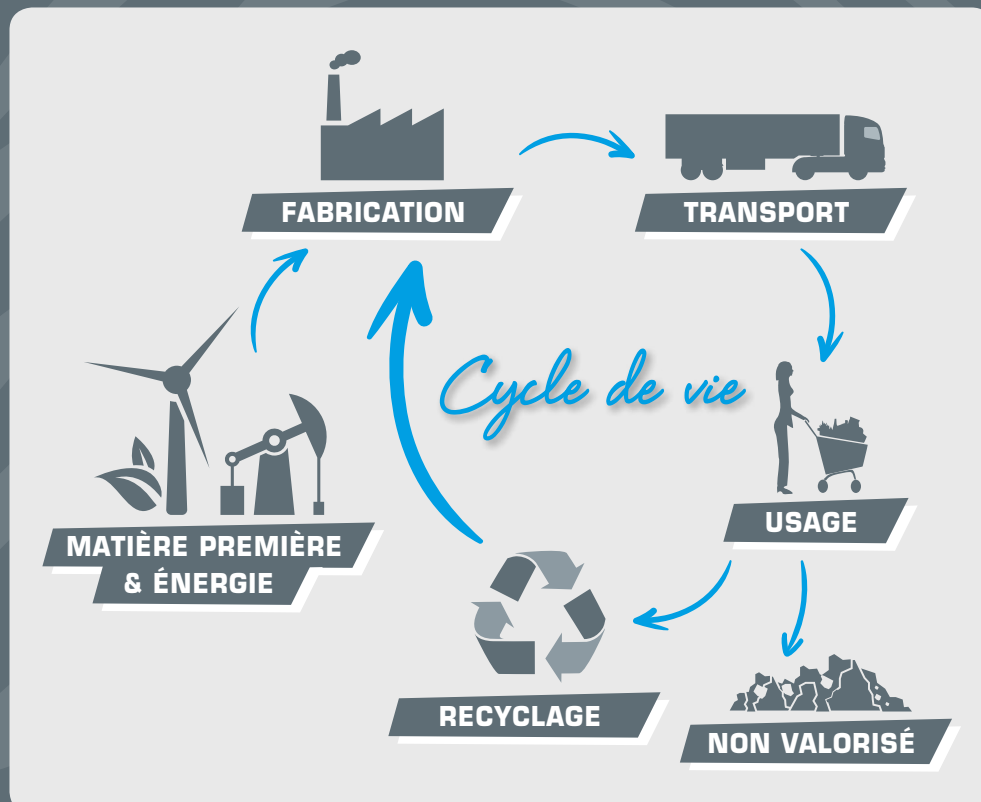 FABRICATION
TRANSPORT
Cycle de vie
USAGE
MATIÈRE PREMIÈRE
& ÉNERGIE
RECYCLAGE
NON VALORISÉ